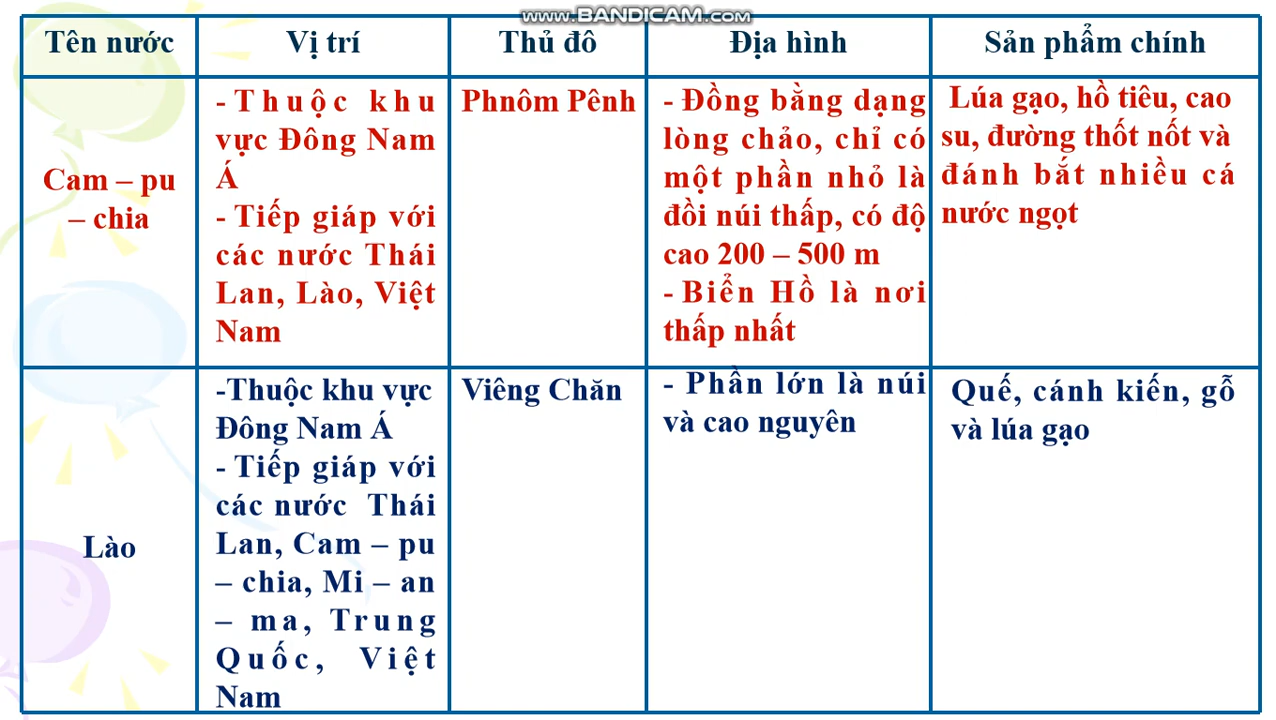 www.BANDICAM.com
Tên nước
Vị trí
Thủ đô
Địa hình
Sản phẩm chính
Cam – pu
– chia
- Thuộc khu
vực Đông Nam
Á
- Tiếp giáp với
các nước Thái
Lan, Lào, Việt
Nam
Phnôm Pênh
- Đồng bằng dạng
lòng chảo, chỉ có
một phần nhỏ là
đồi núi thấp, có độ
cao 200 – 500 m
- Biển Hồ là nơi
thấp nhất
Lúa gạo, hồ tiêu, cao
su, đường thốt nốt và
đánh bắt nhiều cá
nước ngọt
Lào
-Thuộc khu vực
Đông Nam Á
- Tiếp giáp với
các nước Thái
Lan, Cam – pu
– chia, Mi – an
– ma, Trung
Quốc, Việt
Nam
Viêng Chăn
- Phần lớn là núi
và cao nguyên
Quế, cánh kiến, gỗ
và lúa gạo